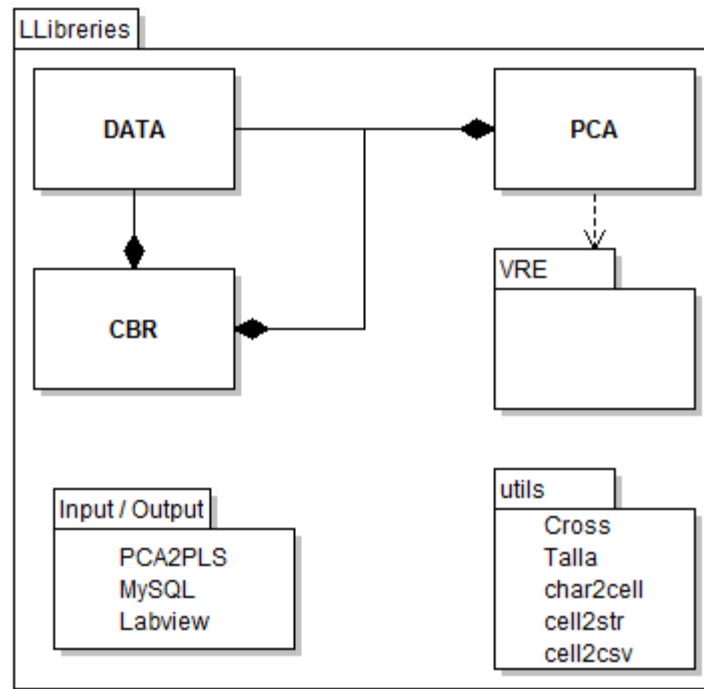 LLibreries
DATA
PCA
CBR
VRE
Input / Output
PCA2PLS
MySQL
Labview
utils
Cross
Talla
char2cell
cell2str
cell2csv